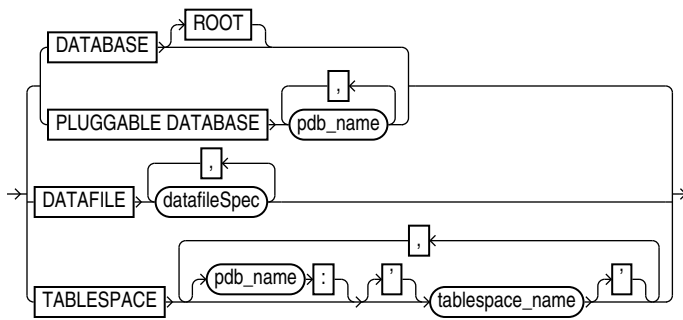 ROOT
DATABASE
,
PLUGGABLE DATABASE pdb_name
,
DATAFILE datafileSpec
,
pdb_name : ' '
TABLESPACE tablespace_name